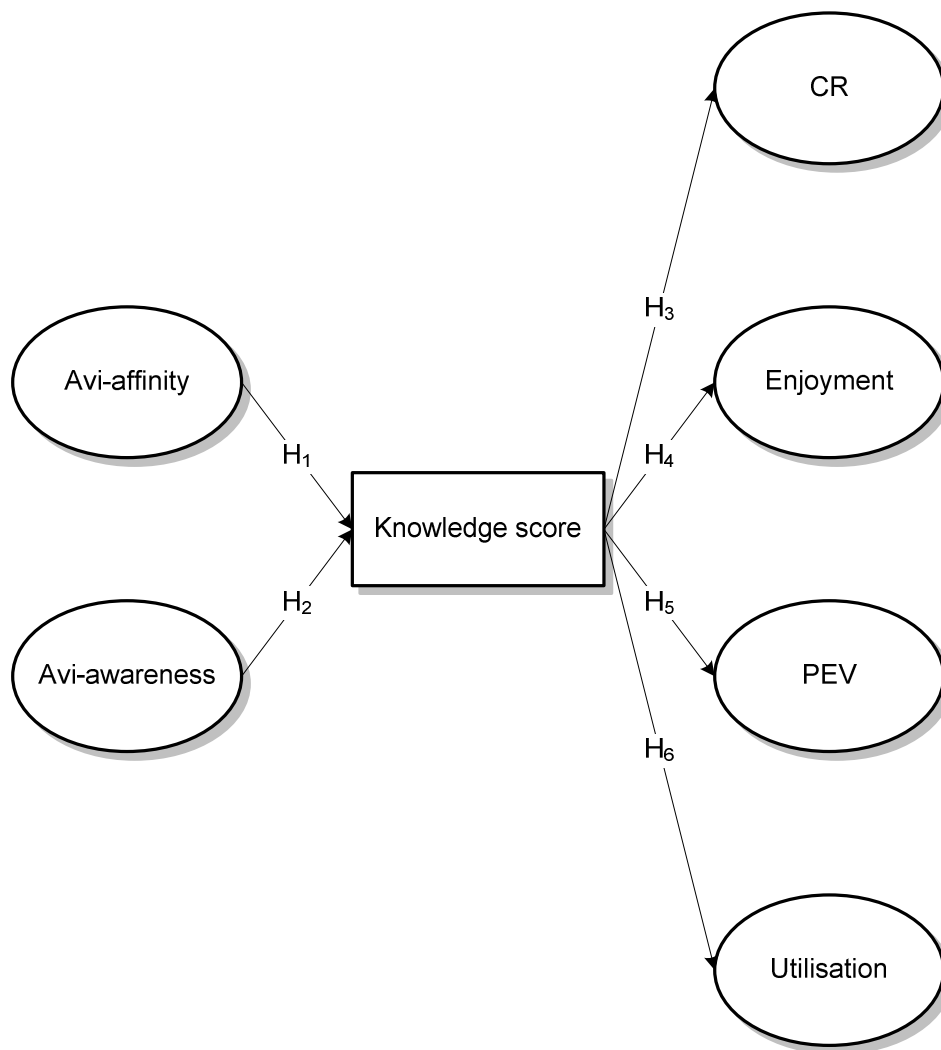 CR
H₃
Avi-affinity
Enjoyment
H₁
H₄
Knowledge score
H₂
H₅
Avi-awareness
PEV
H₆
Utilisation